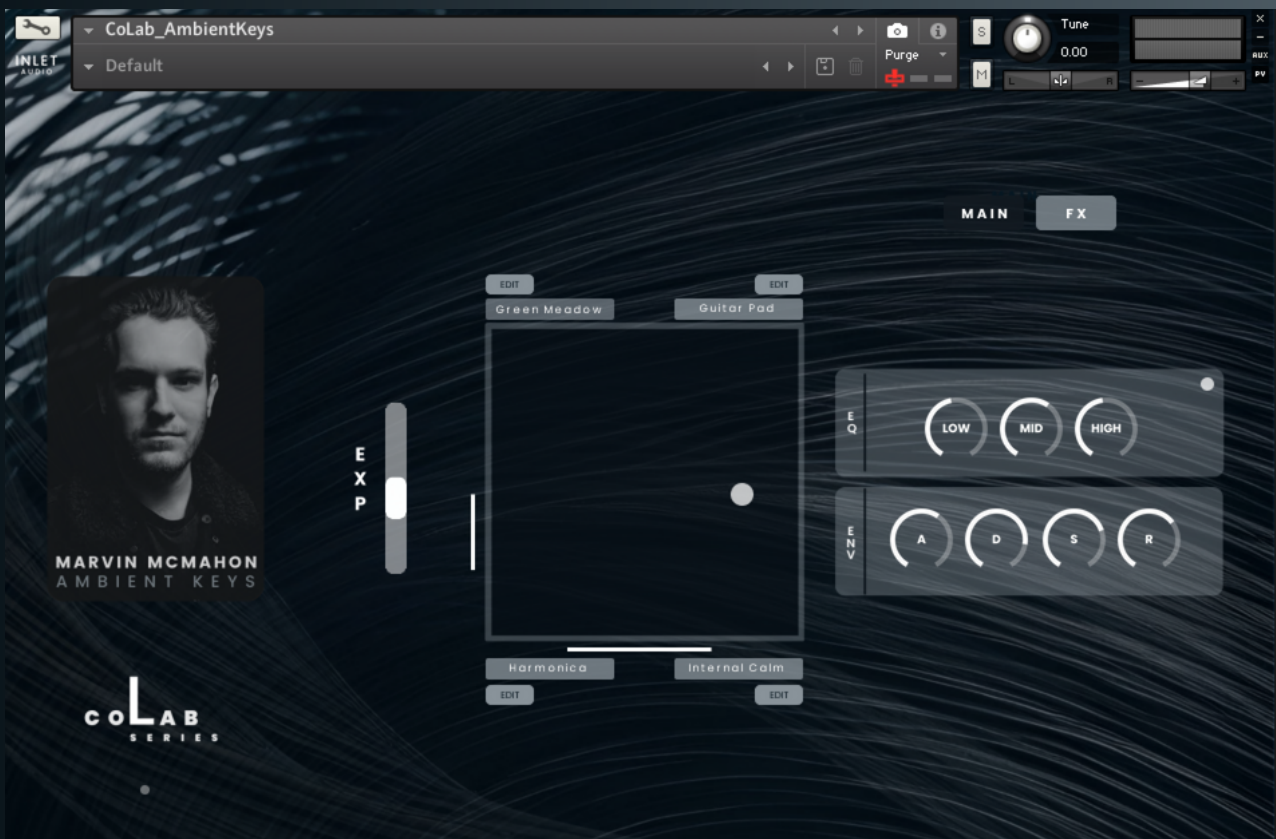 CoLab_AmbientKeys
INLET
AUDIO
Default
Purge
S
M
Tune
0.00
L
R
×
-
AUX
PV
- +
MAIN
FX
EDIT
EDIT
Green Meadow
Guitar Pad
EXP
EQ
LOW
MID
HIGH
ENV
A
D
S
R
MARVIN MCMAHON
AMBIENT KEYS
Harmonica
Internal Calm
EDIT
EDIT
COLAB
SERIES